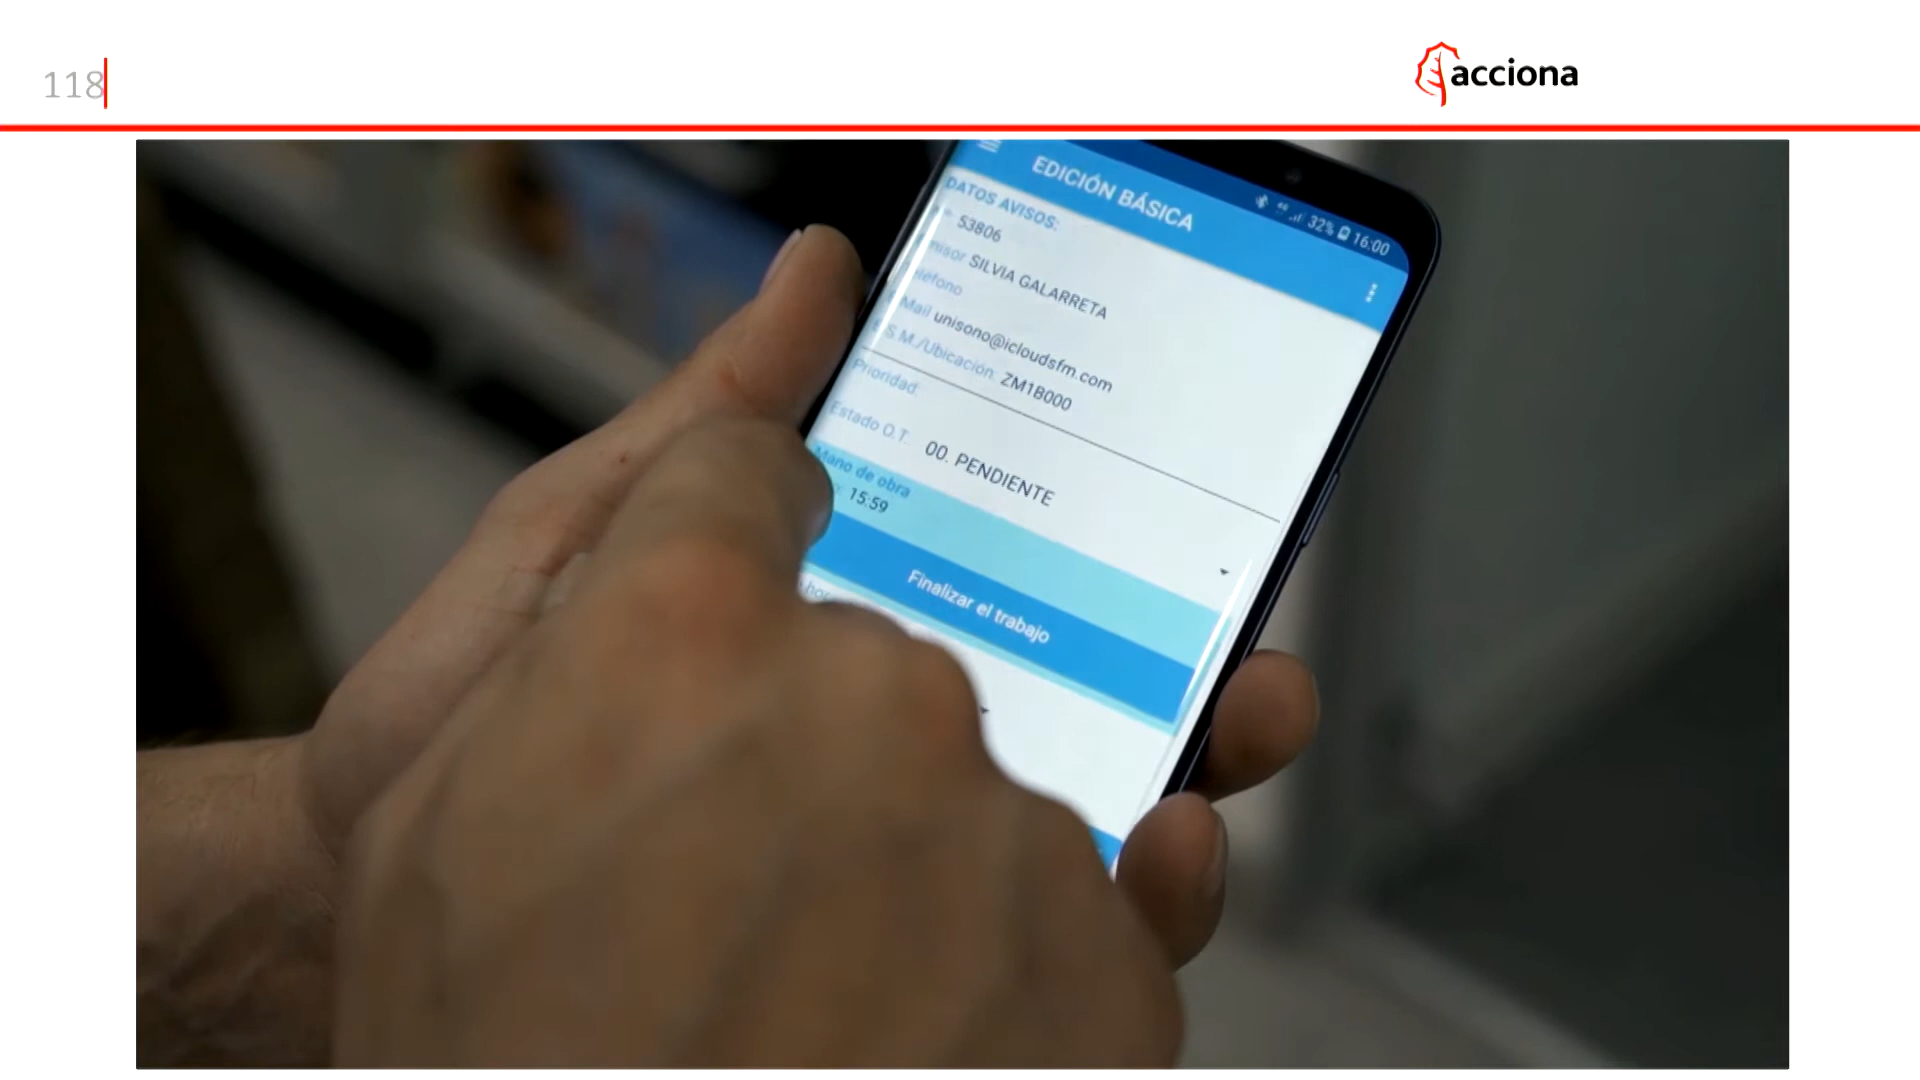 118
acciona
EDICIÓN BÁSICA
32% 16:00
DATOS AVISOS:
53806
SILVIA GALARRETA
Mail unisono@icloudsfm.com
S.M./Ubicación: ZM1B000
Prioridad:
Estado O.T. 00. PENDIENTE
Mano de obra
15:59
Finalizar el trabajo